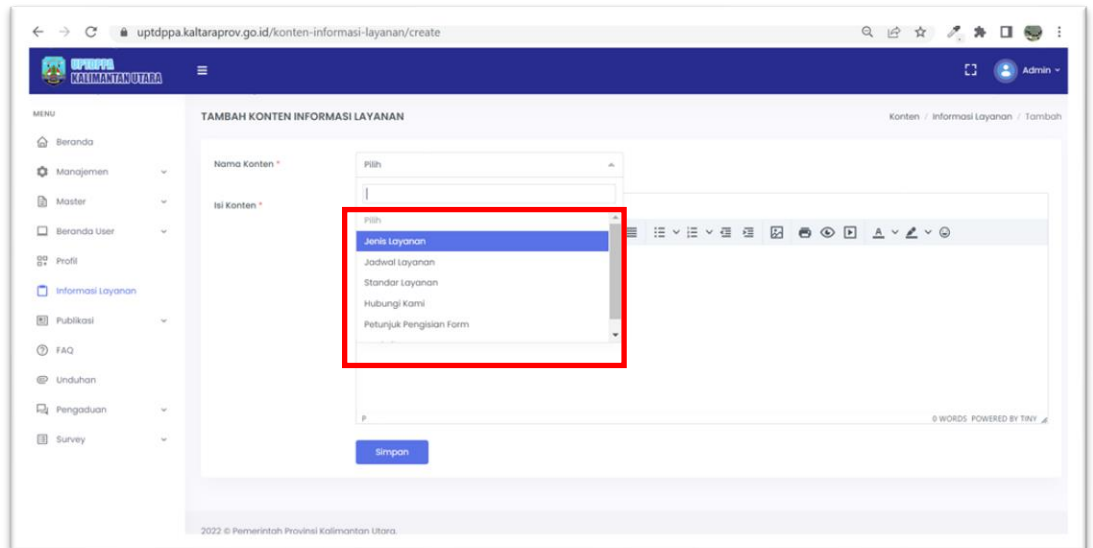 uptdppa.kaltaraprov.go.id/konten-informasi-layanan/create
UPTDPPA
KALIMANTAN UTARA
Admin
MENU
TAMBAH KONTEN INFORMASI LAYANAN
Konten / Informasi Layanan / Tambah
Beranda
Manajemen
Master
Beranda User
Profil
Informasi Layanan
Publikasi
FAQ
Unduhan
Pengaduan
Survey
Nama Konten *
Pilih
Isi Konten *
Pilih
Jenis Layanan
Jadwal Layanan
Standar Layanan
Hubungi Kami
Petunjuk Pengisian Form
P
0 WORDS POWERED BY TINY
Simpan
2022 © Pemerintah Provinsi Kalimantan Utara.